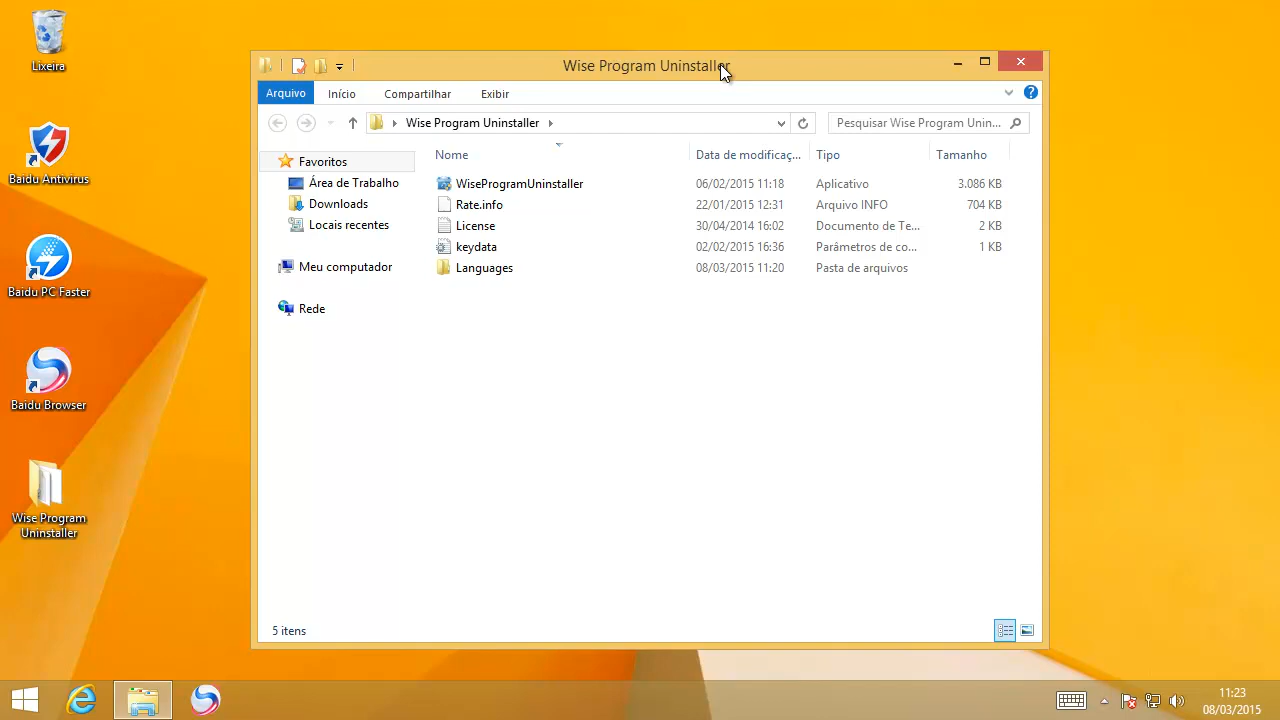 Lixeira
Baidu Antivirus
Baidu PC Faster
Baidu Browser
Wise Program
Uninstaller
Wise Program Uninstaller
Arquivo Início Compartilhar Exibir
Wise Program Uninstaller
Pesquisar Wise Program Unin...
Favoritos
Área de Trabalho
Downloads
Locais recentes
Meu computador
Rede
Nome Data de modificaç... Tipo Tamanho
WiseProgramUninstaller 06/02/2015 11:18 Aplicativo 3.086 KB
Rate.info 22/01/2015 12:31 Arquivo INFO 704 KB
License 30/04/2014 16:02 Documento de Te... 2 KB
keydata 02/02/2015 16:36 Parâmetros de co... 1 KB
Languages 08/03/2015 11:20 Pasta de arquivos
5 itens
11:23
08/03/2015